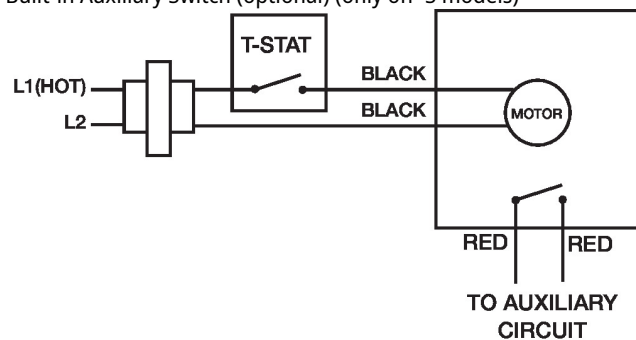 Built-in Auxiliary Switch (optional) (only on -S models)
T-STAT
L1(HOT)
BLACK
L2
BLACK
MOTOR
RED
RED
TO AUXILIARY
CIRCUIT